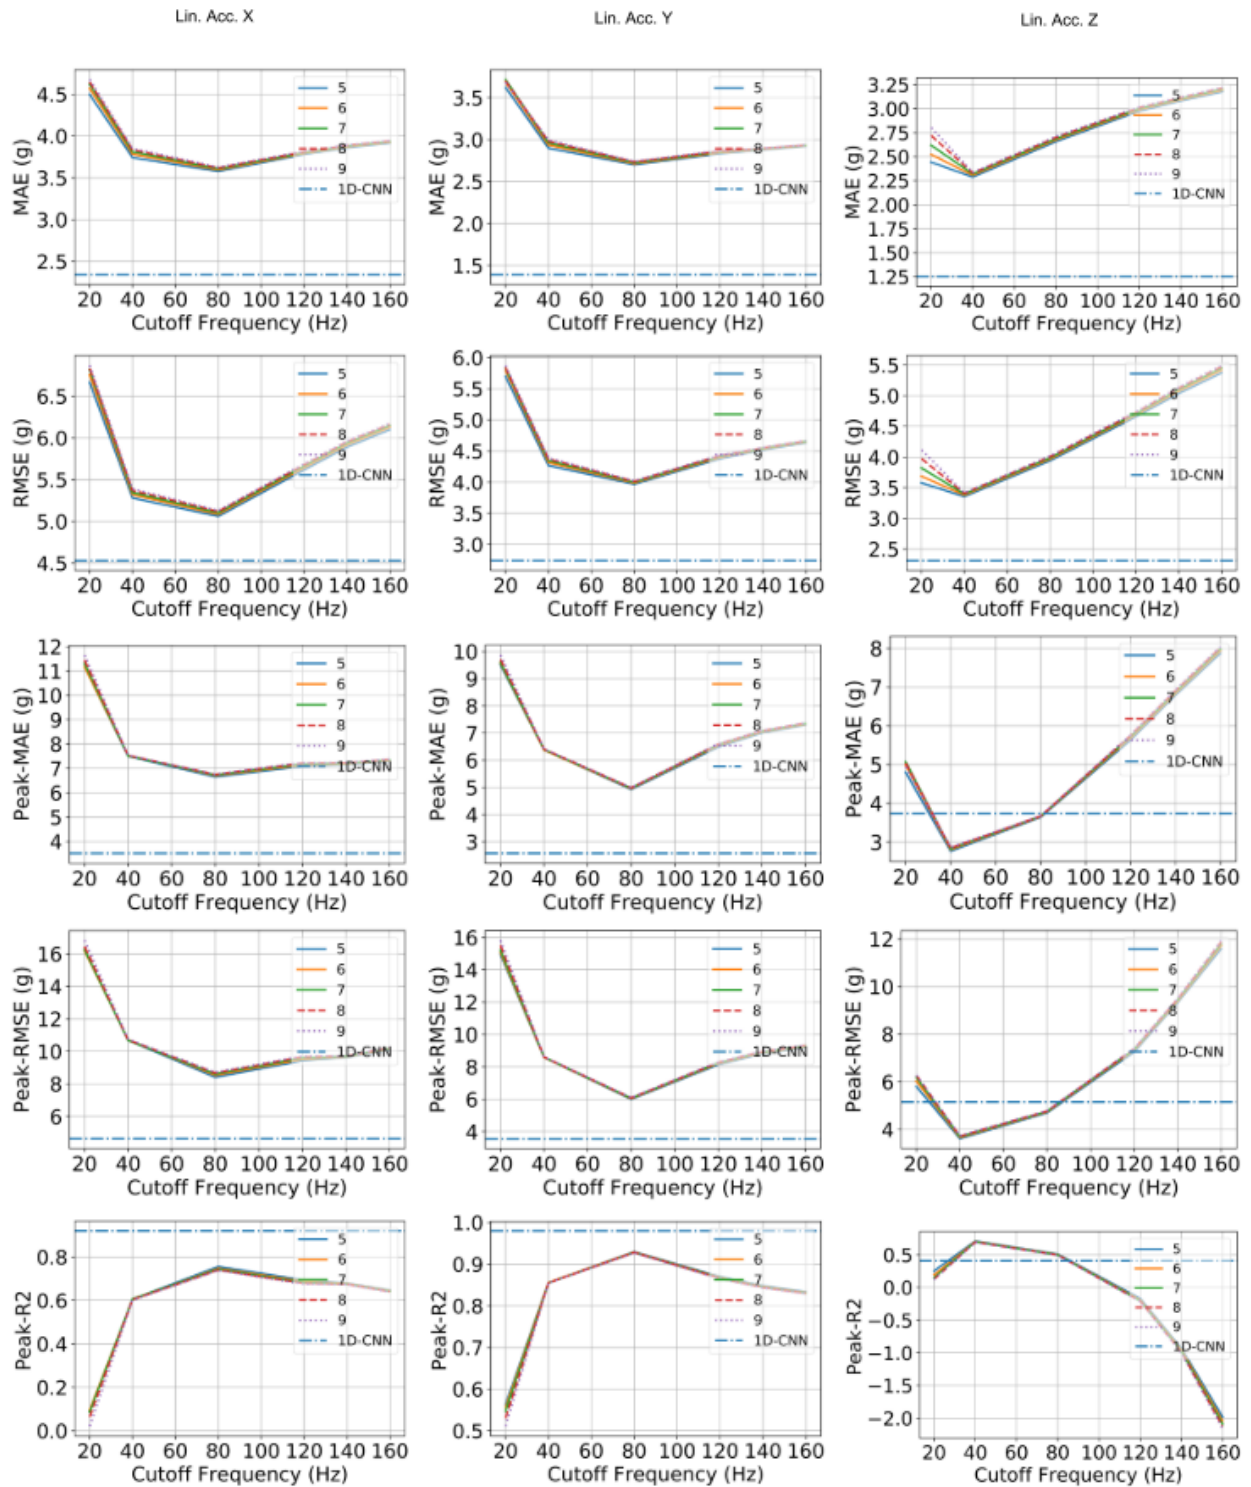 Lin. Acc. X
Lin. Acc. Y
Lin. Acc. Z
MAE (g)
4.5
4.0
3.5
3.0
2.5
5
6
7
8
9
1D-CNN
20 40 60 80 100 120 140 160
Cutoff Frequency (Hz)
MAE (g)
3.5
3.0
2.5
2.0
1.5
5
6
7
8
9
1D-CNN
20 40 60 80 100 120 140 160
Cutoff Frequency (Hz)
MAE (g)
3.25
3.00
2.75
2.50
2.25
2.00
1.75
1.50
1.25
5
6
7
8
9
1D-CNN
20 40 60 80 100 120 140 160
Cutoff Frequency (Hz)
RMSE (g)
6.5
6.0
5.5
5.0
4.5
5
6
7
8
9
1D-CNN
20 40 60 80 100 120 140 160
Cutoff Frequency (Hz)
RMSE (g)
6.0
5.5
5.0
4.5
4.0
3.5
3.0
5
6
7
8
9
1D-CNN
20 40 60 80 100 120 140 160
Cutoff Frequency (Hz)
RMSE (g)
5.5
5.0
4.5
4.0
3.5
3.0
2.5
5
6
7
8
9
1D-CNN
20 40 60 80 100 120 140 160
Cutoff Frequency (Hz)
Peak-MAE (g)
12
11
10
9
8
7
6
5
4
5
6
7
8
9
1D-CNN
20 40 60 80 100 120 140 160
Cutoff Frequency (Hz)
Peak-MAE (g)
10
9
8
7
6
5
4
3
5
6
7
8
9
1D-CNN
20 40 60 80 100 120 140 160
Cutoff Frequency (Hz)
Peak-MAE (g)
8
7
6
5
4
3
5
6
7
8
9
1D-CNN
20 40 60 80 100 120 140 160
Cutoff Frequency (Hz)
Peak-RMSE (g)
16
14
12
10
8
6
5
6
7
8
9
1D-CNN
20 40 60 80 100 120 140 160
Cutoff Frequency (Hz)
Peak-RMSE (g)
16
14
12
10
8
6
4
5
6
7
8
9
1D-CNN
20 40 60 80 100 120 140 160
Cutoff Frequency (Hz)
Peak-RMSE (g)
12
10
8
6
4
5
6
7
8
9
1D-CNN
20 40 60 80 100 120 140 160
Cutoff Frequency (Hz)
Peak-R2
0.8
0.6
0.4
0.2
0.0
5
6
7
8
9
1D-CNN
20 40 60 80 100 120 140 160
Cutoff Frequency (Hz)
Peak-R2
1.0
0.9
0.8
0.7
0.6
0.5
5
6
7
8
9
1D-CNN
20 40 60 80 100 120 140 160
Cutoff Frequency (Hz)
Peak-R2
0.5
0.0
−0.5
−1.0
−1.5
−2.0
5
6
7
8
9
1D-CNN
20 40 60 80 100 120 140 160
Cutoff Frequency (Hz)